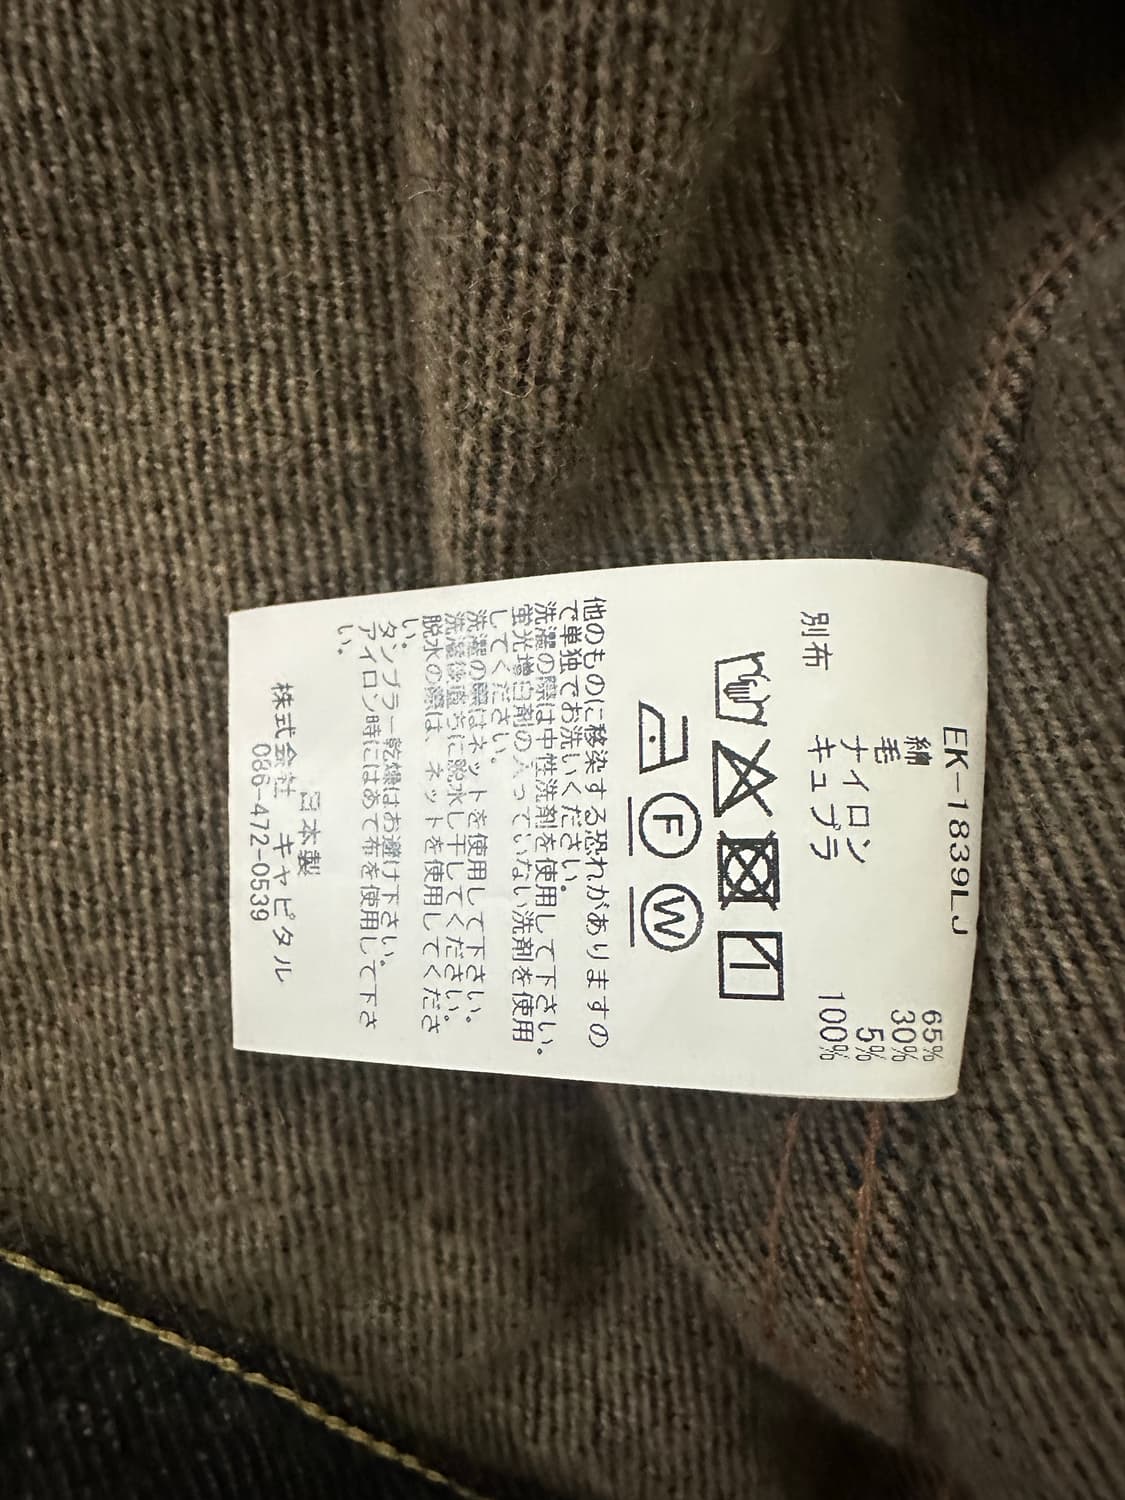 EK-1839LJ
綿 65%
毛 30%
ナイロン 5%
別布 キュプラ 100%
F W
他のものに移染する恐れがありますの
で単独でお洗いください。
洗濯の際は中性洗剤を使用して下さい。
蛍光増白剤の入っていない洗剤を使用
してください。
洗濯の際はネットを使用して下さい。
洗濯後直ちに脱水し干してください。
脱水の際は、ネットを使用してくださ
い。
タンブラー乾燥はお避け下さい。
アイロン時にはあて布を使用して下さ
い。
日本製
株式会社 キャピタル
086-472-0539